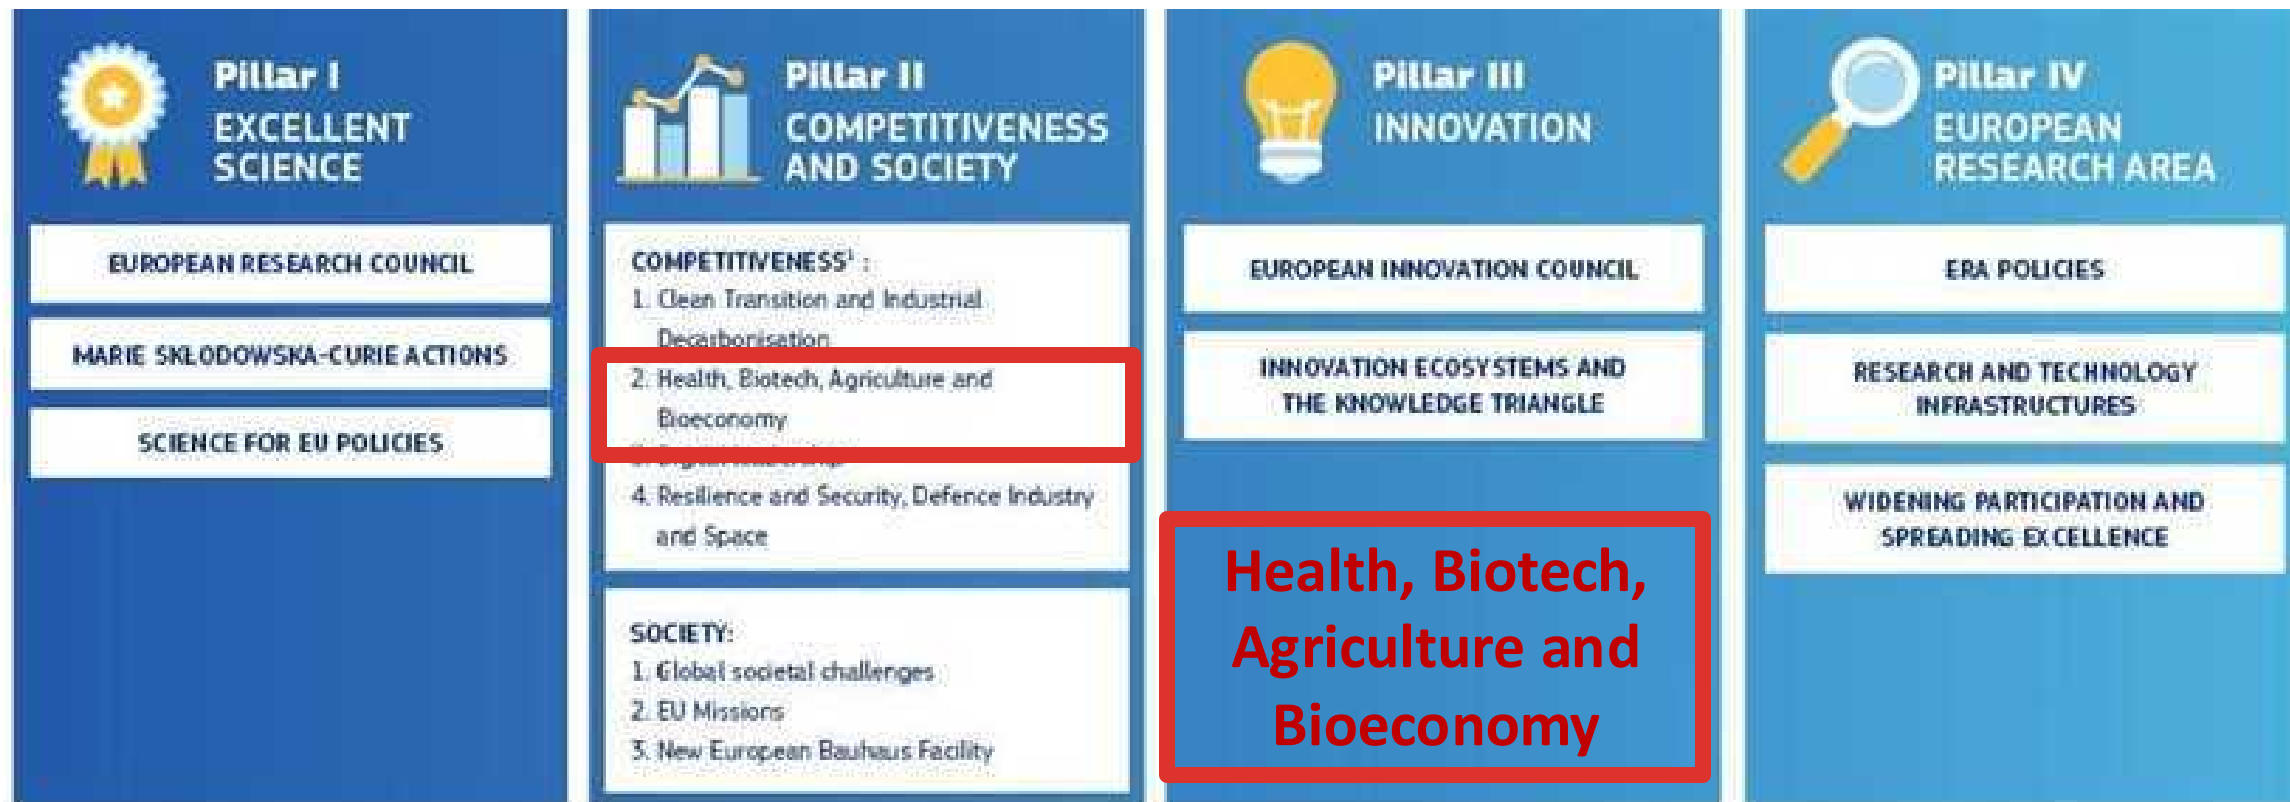 Pillar I
EXCELLENT
SCIENCE
EUROPEAN RESEARCH COUNCIL
MARIE SKŁODOWSKA-CURIE ACTIONS
SCIENCE FOR EU POLICIES
Pillar II
COMPETITIVENESS
AND SOCIETY
COMPETITIVENESS¹ :
1. Clean Transition and Industrial
Decarbonisation
2. Health, Biotech, Agriculture and
Bioeconomy
4. Resilience and Security, Defence Industry
and Space
SOCIETY:
1. Global societal challenges
2. EU Missions
3. New European Bauhaus Facility
Pillar III
INNOVATION
EUROPEAN INNOVATION COUNCIL
INNOVATION ECOSYSTEMS AND
THE KNOWLEDGE TRIANGLE
Health, Biotech,
Agriculture and
Bioeconomy
Pillar IV
EUROPEAN
RESEARCH AREA
ERA POLICIES
RESEARCH AND TECHNOLOGY
INFRASTRUCTURES
WIDENING PARTICIPATION AND
SPREADING EXCELLENCE